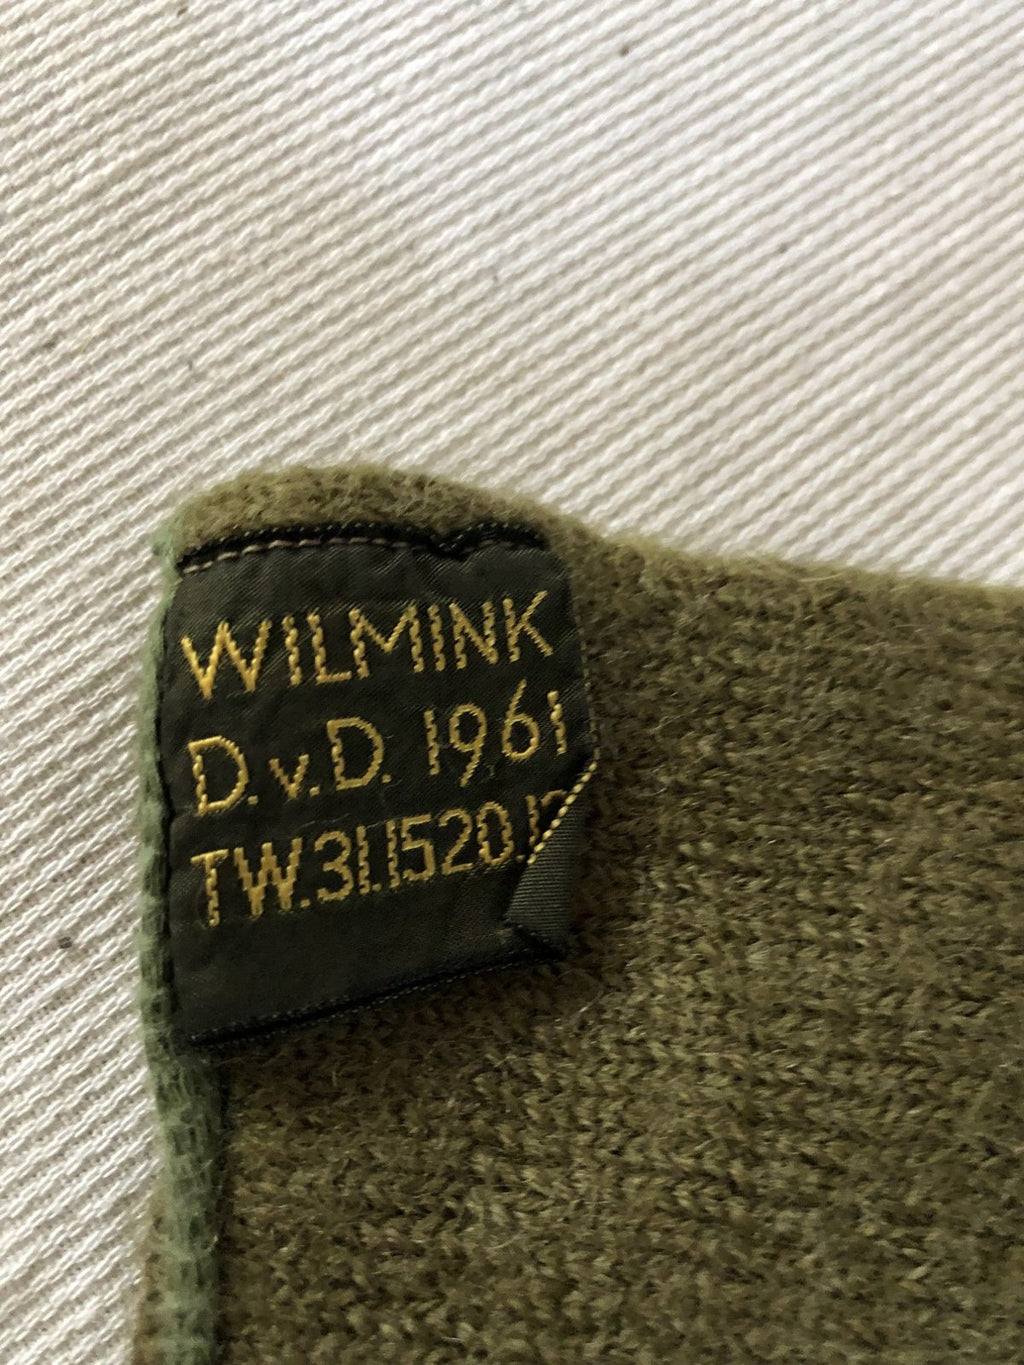 WILMINK
D.v.D. 1961
TW.31.1520.